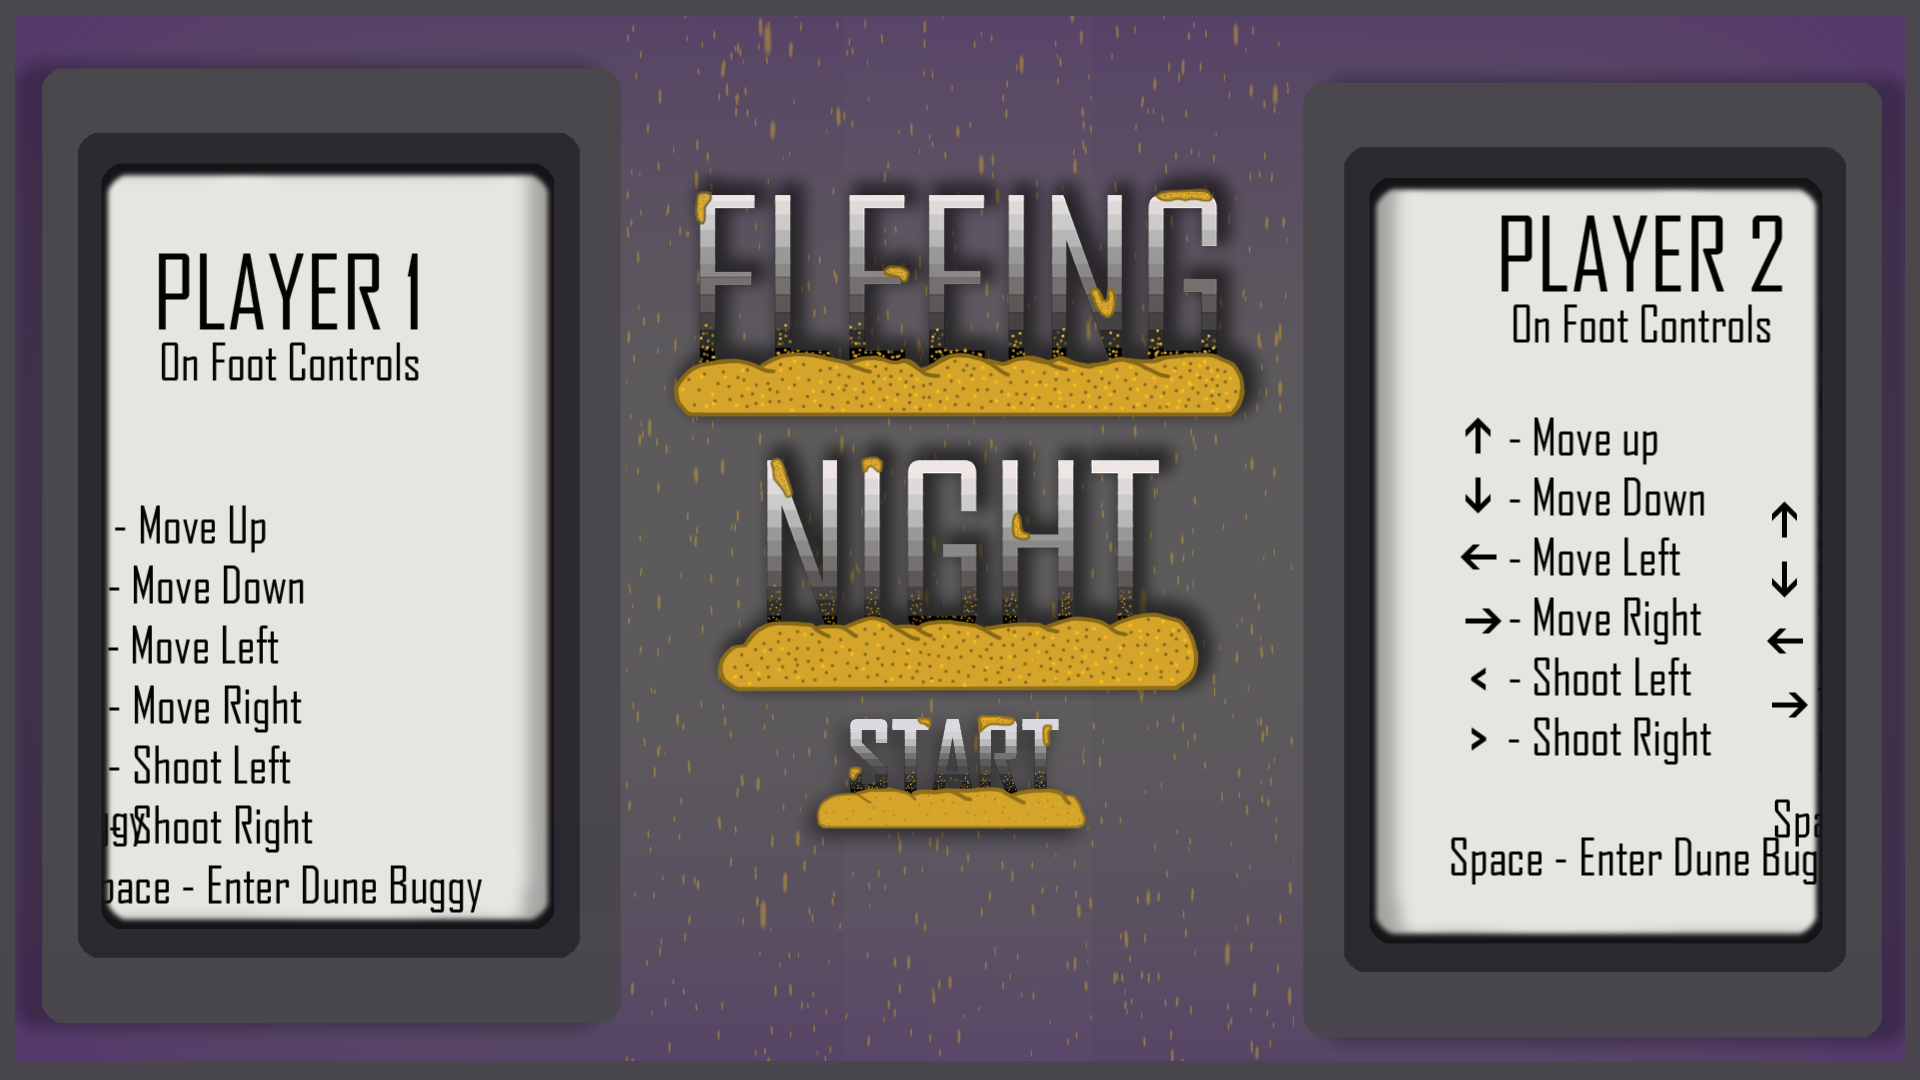 PLAYER 1
On Foot Controls
- Move Up
- Move Down
- Move Left
- Move Right
- Shoot Left
- Shoot Right
- Enter Dune Buggy
FLEEING
NIGHT
START
PLAYER 2
On Foot Controls
↑ - Move up
↓ - Move Down
← - Move Left
→ - Move Right
< - Shoot Left
> - Shoot Right
Space - Enter Dune Bug
↑
↓
←
→
Spa